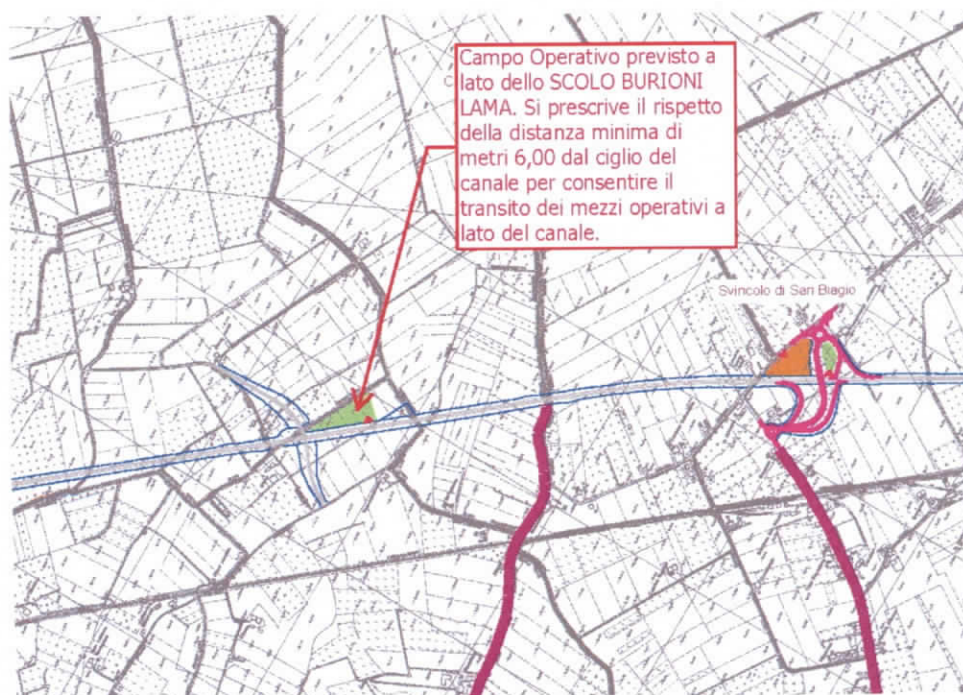 Campo Operativo previsto a
lato dello SCOLO BURIONI
LAMA. Si prescrive il rispetto
della distanza minima di
metri 6,00 dal ciglio del
canale per consentire il
transito dei mezzi operativi a
lato del canale.
Svincolo di San Biagio